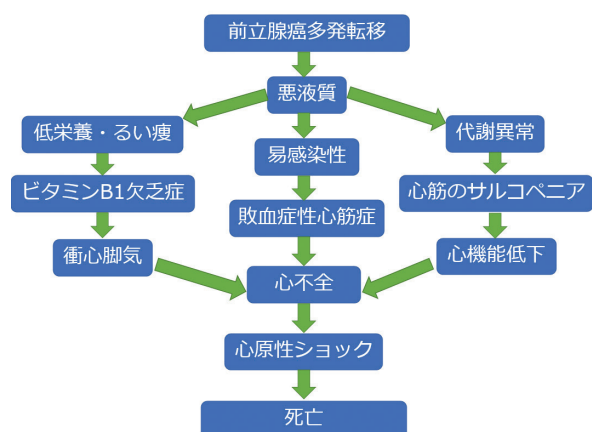 前立腺癌多発転移
悪液質
低栄養・るい痩
易感染性
代謝異常
ビタミンB1欠乏症
敗血症性心筋症
心筋のサルコペニア
衝心脚気
心不全
心機能低下
心原性ショック
死亡